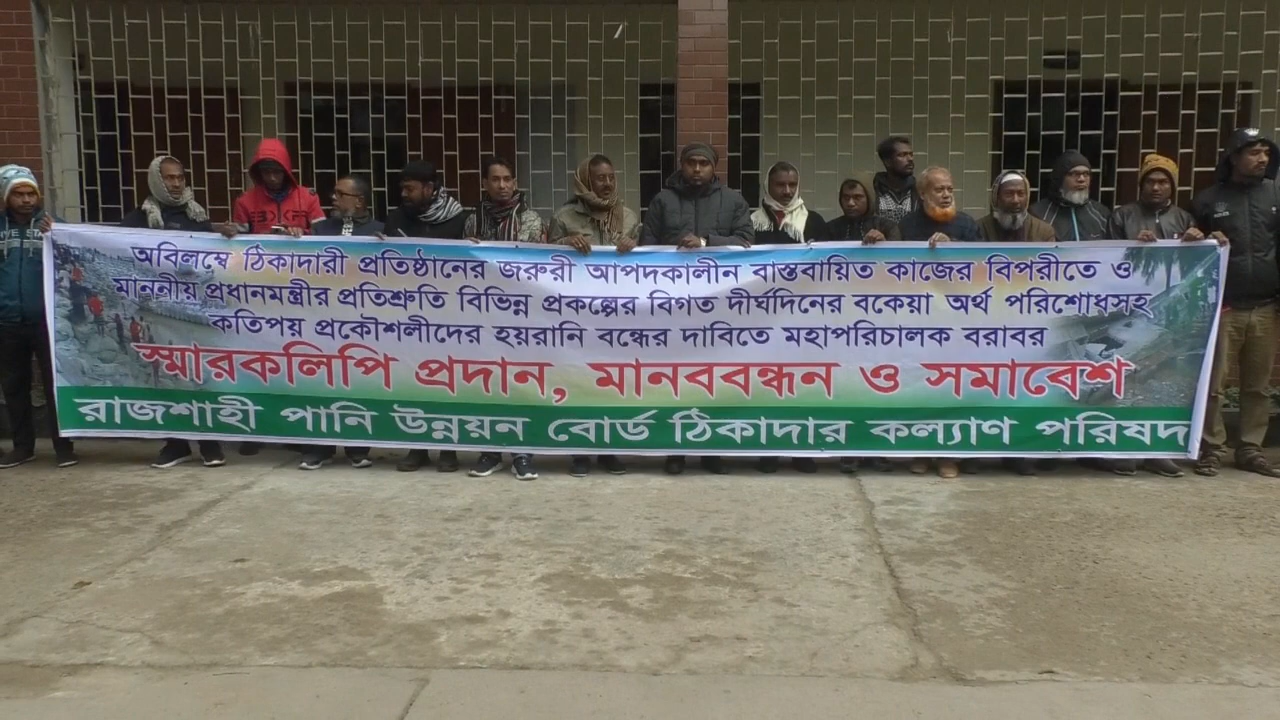 অবিলম্বে ঠিকাদারী প্রতিষ্ঠানের জরুরী আপদকালীন বাস্তবায়িত কাজের বিপরীতে ও
মাননীয় প্রধানমন্ত্রীর প্রতিশ্রুতি বিভিন্ন প্রকল্পের বিগত দীর্ঘদিনের বকেয়া অর্থ পরিশোধসহ
কতিপয় প্রকৌশলীদের হয়রানি বন্ধের দাবিতে মহাপরিচালক বরাবর
স্মারকলিপি প্রদান, মানববন্ধন ও সমাবেশ
রাজশাহী পানি উন্নয়ন বোর্ড ঠিকাদার কল্যাণ পরিষদ